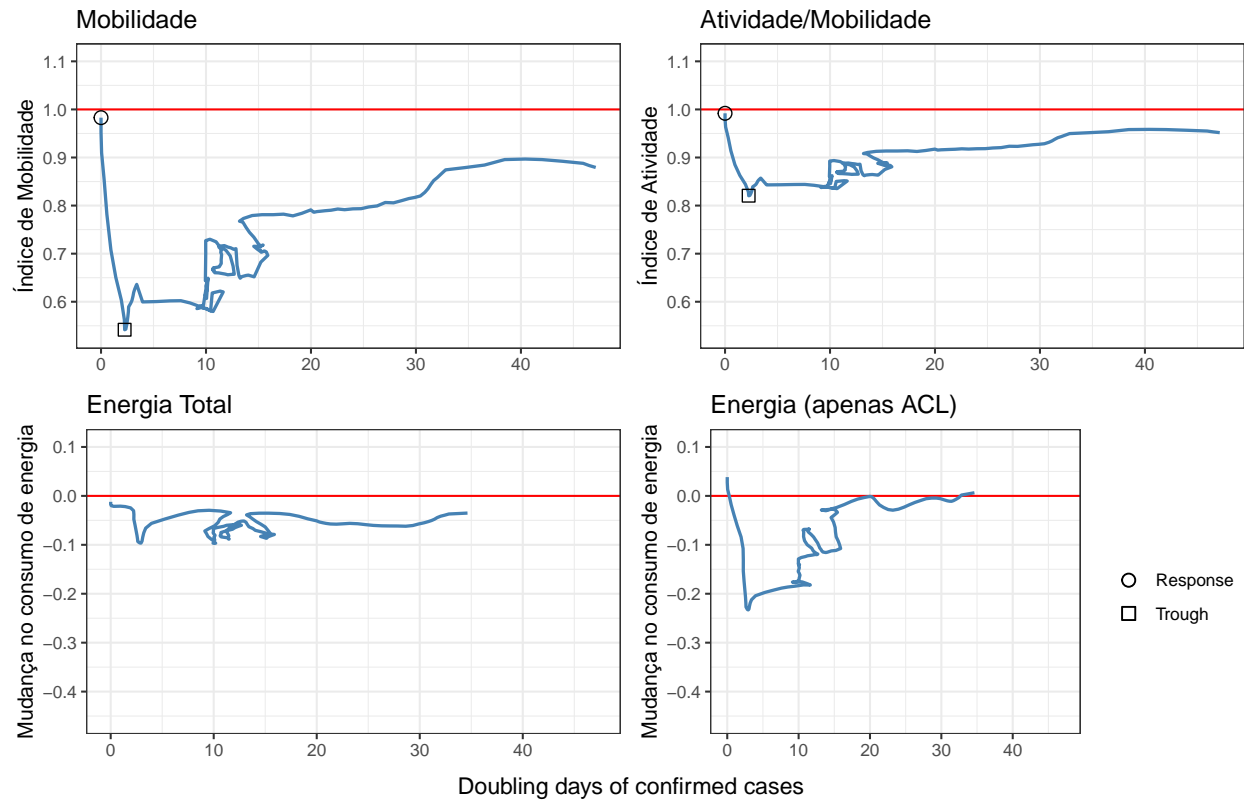 Mobilidade
Índice de Mobilidade
1.1
1.0
0.9
0.8
0.7
0.6
0 10 20 30 40
Atividade/Mobilidade
Índice de Atividade
1.1
1.0
0.9
0.8
0.7
0.6
0 10 20 30 40
Energia Total
Mudança no consumo de energia
0.1
0.0
−0.1
−0.2
−0.3
−0.4
0 10 20 30 40
Energia (apenas ACL)
Mudança no consumo de energia
0.1
0.0
−0.1
−0.2
−0.3
−0.4
0 10 20 30 40
Response
Trough
Doubling days of confirmed cases